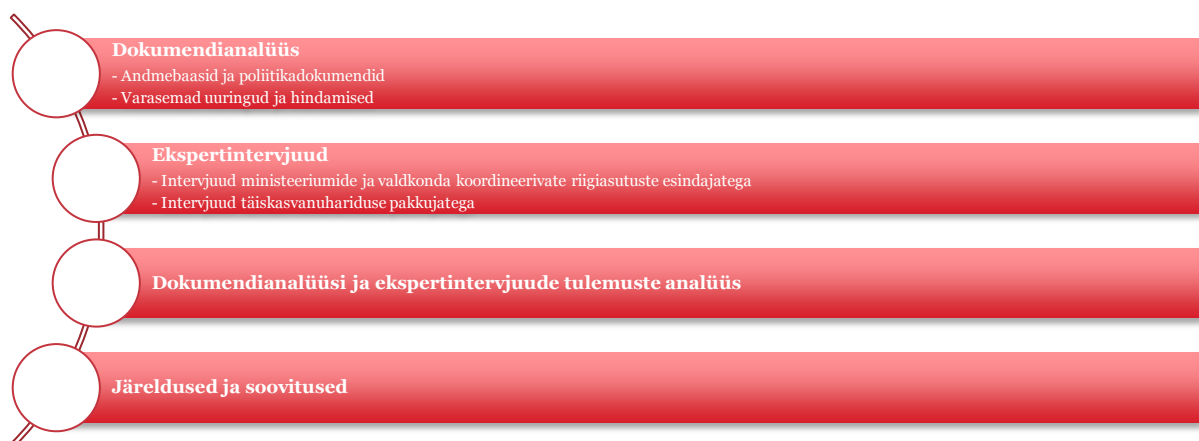 Dokumendianalüüs
- Andmebaasid ja poliitikadokumendid
- Varasemad uuringud ja hindamised
Ekspertintervjuud
- Intervjuud ministeeriumide ja valdkonda koordineerivate riigiasutuste esindajatega
- Intervjuud täiskasvanuhariduse pakkujatega
Dokumendianalüüsi ja ekspertintervjuude tulemuste analüüs
Järeldused ja soovitused